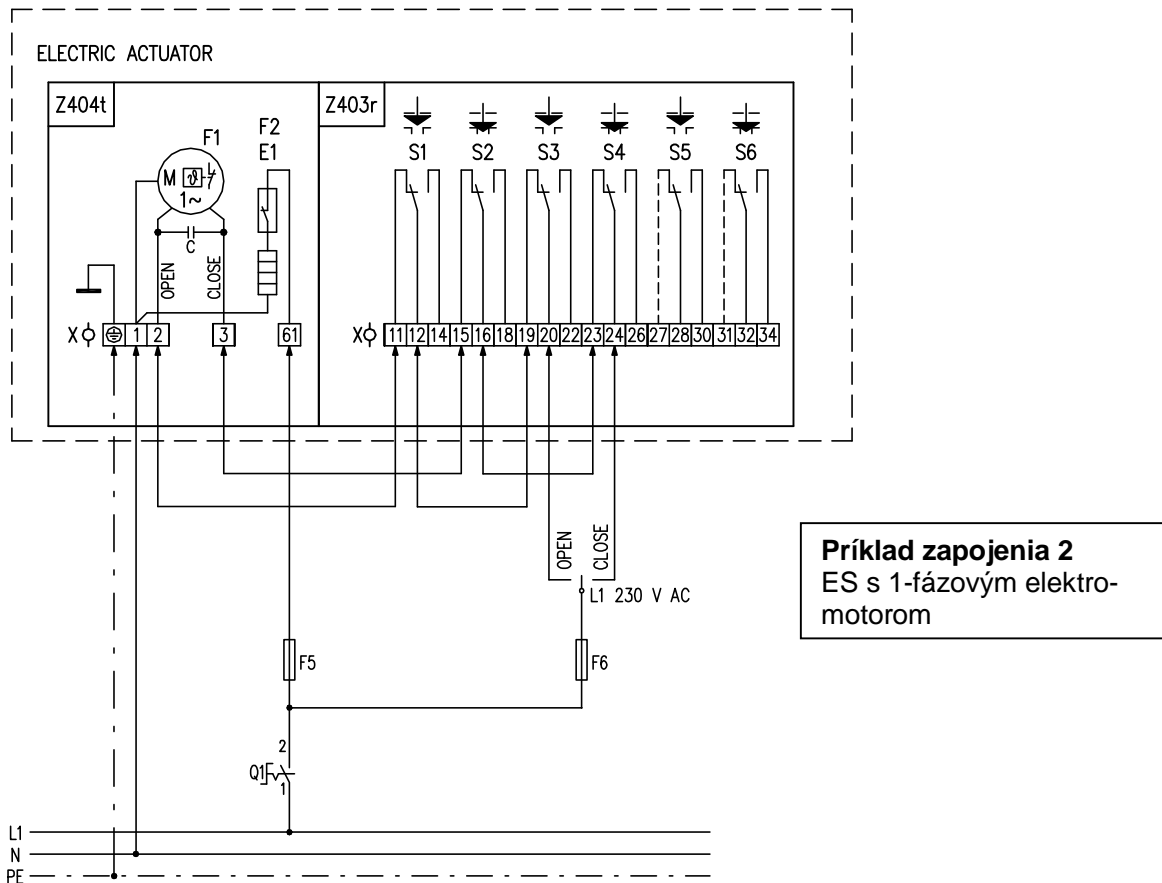 ELECTRIC ACTUATOR
Z404t
Z403r
F1
F2
E1
S1 S2 S3 S4 S5 S6
M ϑ
1~
C
OPEN
CLOSE
X 1 2 3 61
X 11 12 14 15 16 18 19 20 22 23 24 26 27 28 30 31 32 34
OPEN
CLOSE
L1 230 V AC
Príklad zapojenia 2
ES s 1-fázovým elektro-
motorom
F5
F6
2
Q1
1
L1
N
PE